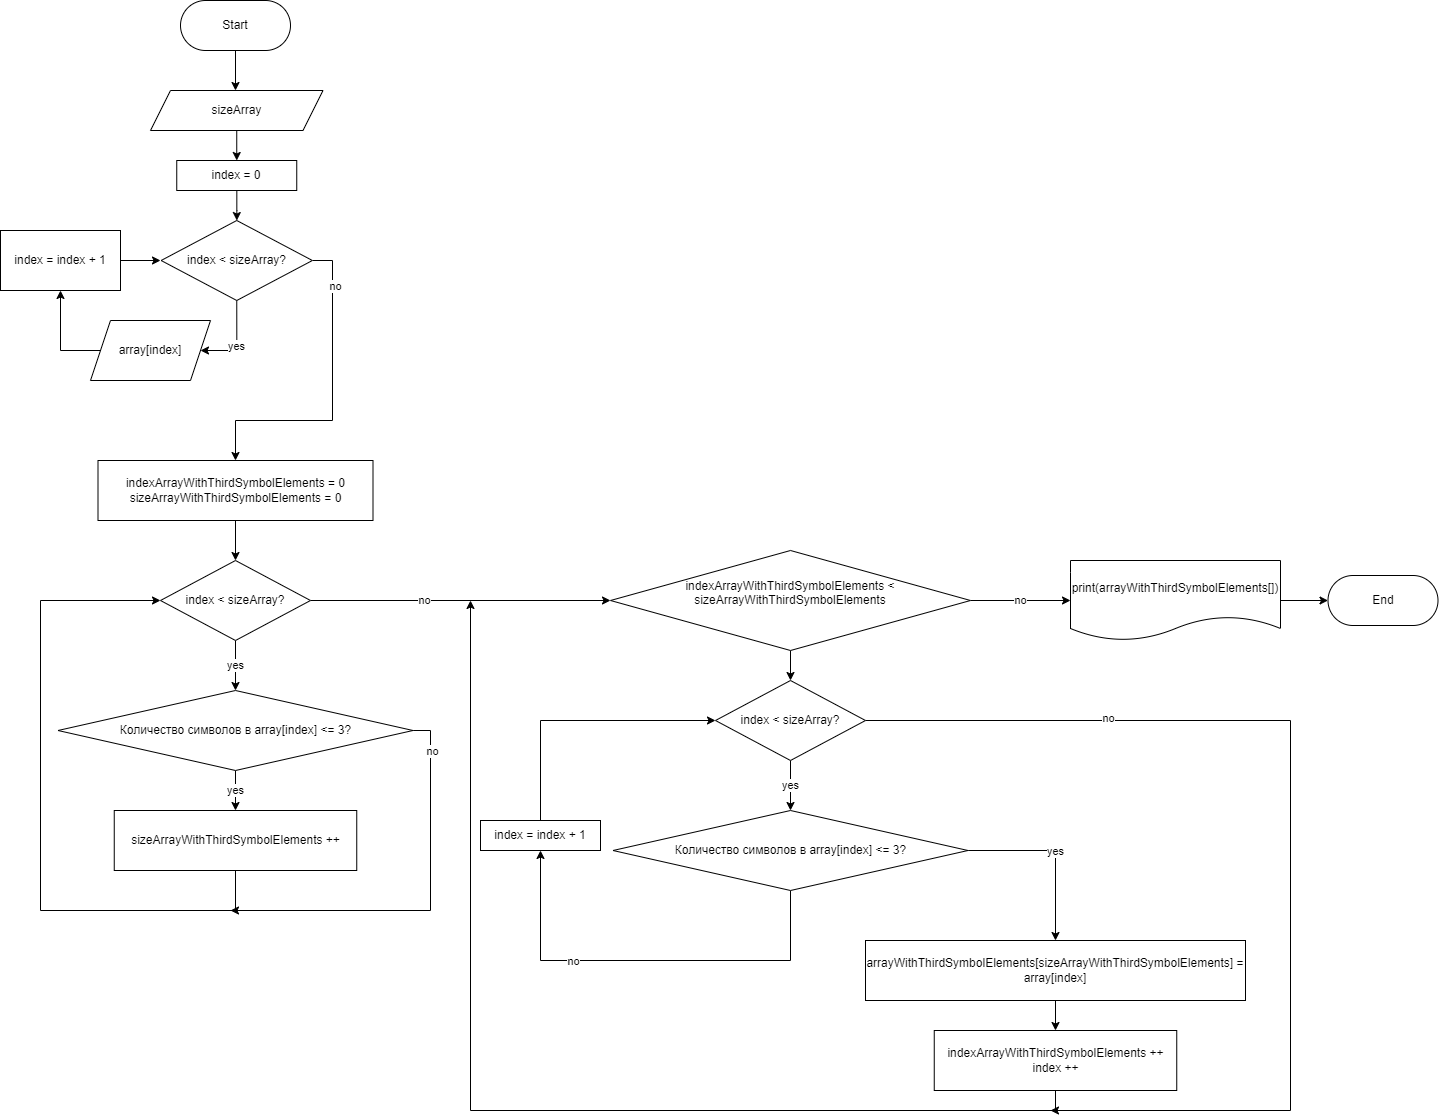 Start
sizeArray
index = 0
index < sizeArray?
index = index + 1
no
yes
array[index]
indexArrayWithThirdSymbolElements = 0
sizeArrayWithThirdSymbolElements = 0
index < sizeArray?
no
yes
Количество символов в array[index] <= 3?
no
yes
sizeArrayWithThirdSymbolElements ++
indexArrayWithThirdSymbolElements <
sizeArrayWithThirdSymbolElements
no
print(arrayWithThirdSymbolElements[])
End
index < sizeArray?
no
yes
index = index + 1
Количество символов в array[index] <= 3?
yes
no
arrayWithThirdSymbolElements[sizeArrayWithThirdSymbolElements] =
array[index]
indexArrayWithThirdSymbolElements ++
index ++